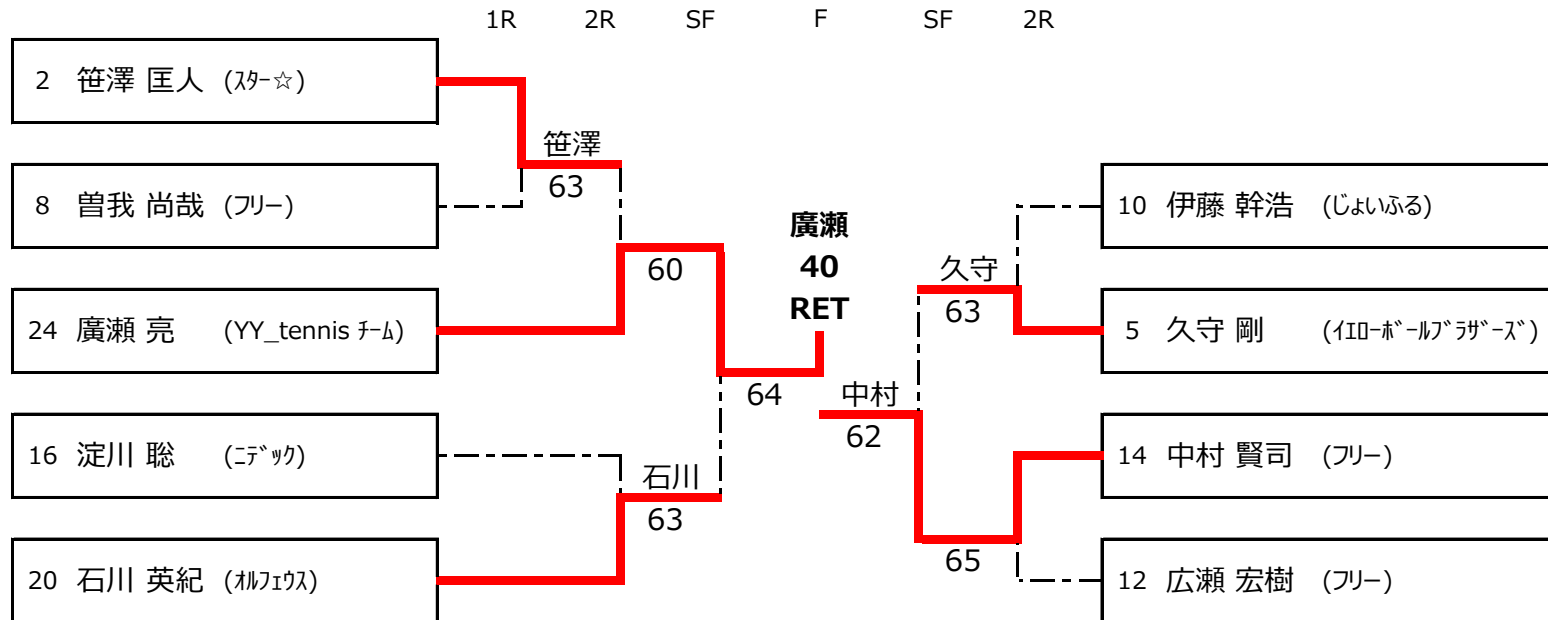 1R 2R SF F SF 2R
2 笹澤 匡人 (ｽﾀｰ☆)
笹澤
63
8 曽我 尚哉 (ﾌﾘｰ)
60
24 廣瀬 亮 (YY_tennis ﾁｰﾑ)
64
16 淀川 聡 (ﾆﾃﾞｯｸ)
石川
63
20 石川 英紀 (ｵﾙﾌｪｳｽ)
廣瀬
40
RET
中村
62
10 伊藤 幹浩 (じょいふる)
久守
63
5 久守 剛 (ｲｴﾛｰﾎﾞｰﾙﾌﾞﾗｻﾞｰｽﾞ)
14 中村 賢司 (ﾌﾘｰ)
65
12 広瀬 宏樹 (ﾌﾘｰ)